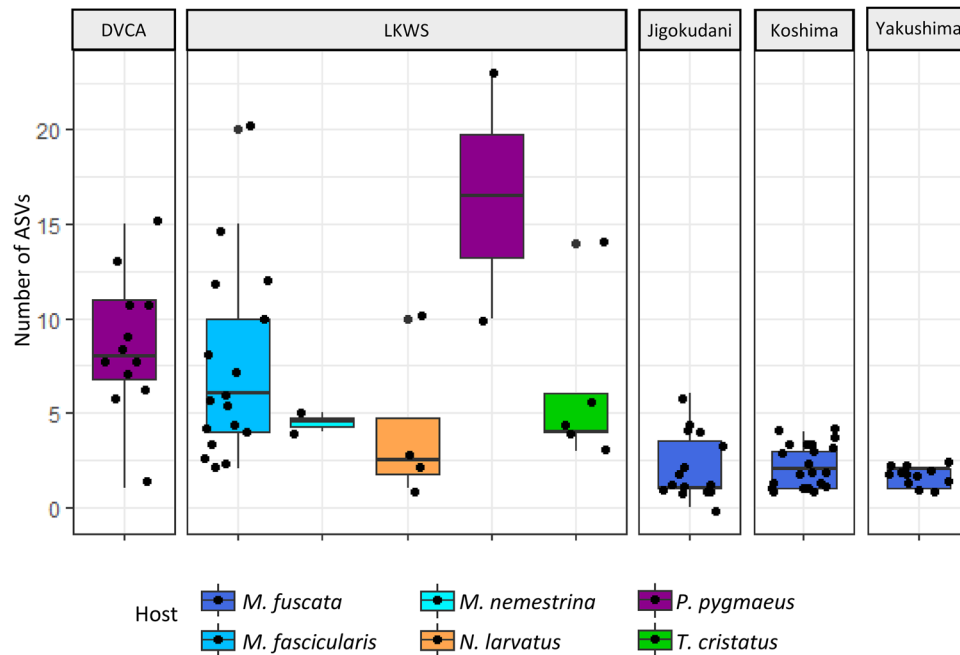 DVCA LKWS Jigokudani Koshima Yakushima
Number of ASVs
20
15
10
5
0
Host
M. fuscata M. nemestrina P. pygmaeus
M. fascicularis N. larvatus T. cristatus